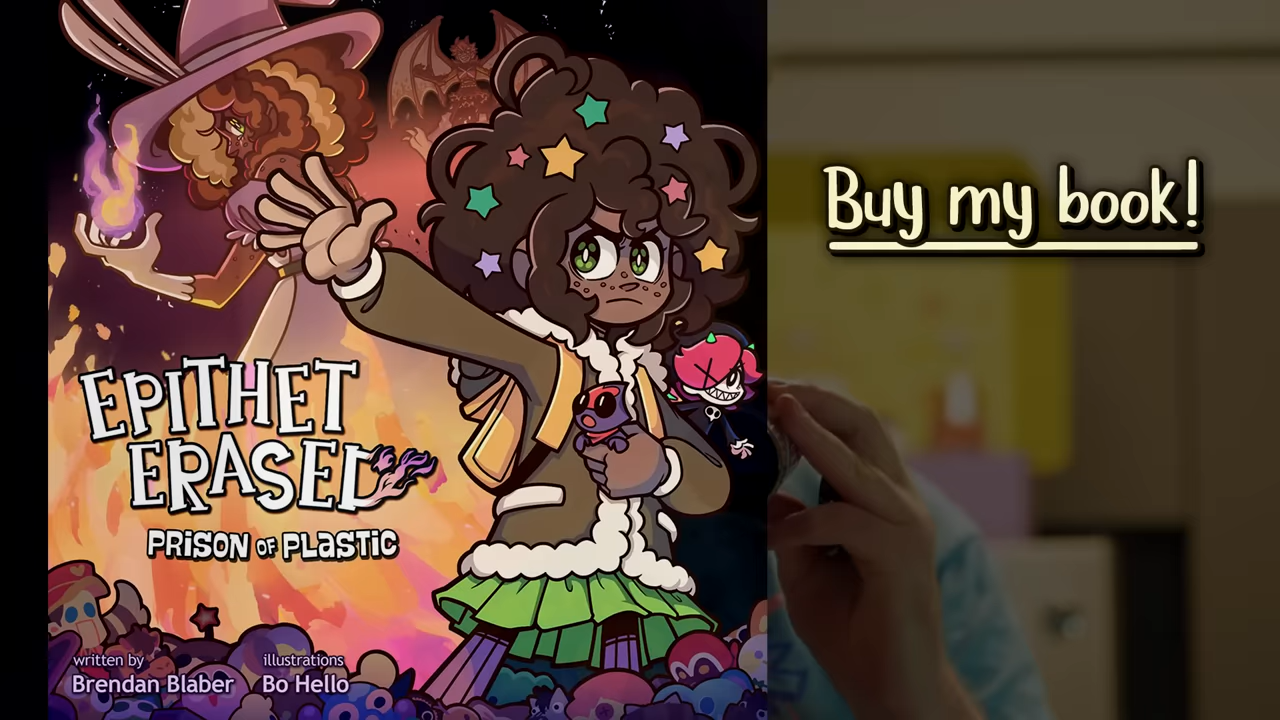 EPITHET
ERASED
PRISON OF PLASTIC
written by
Brendan Blaber
illustrations
Bo Hello
Buy my book!